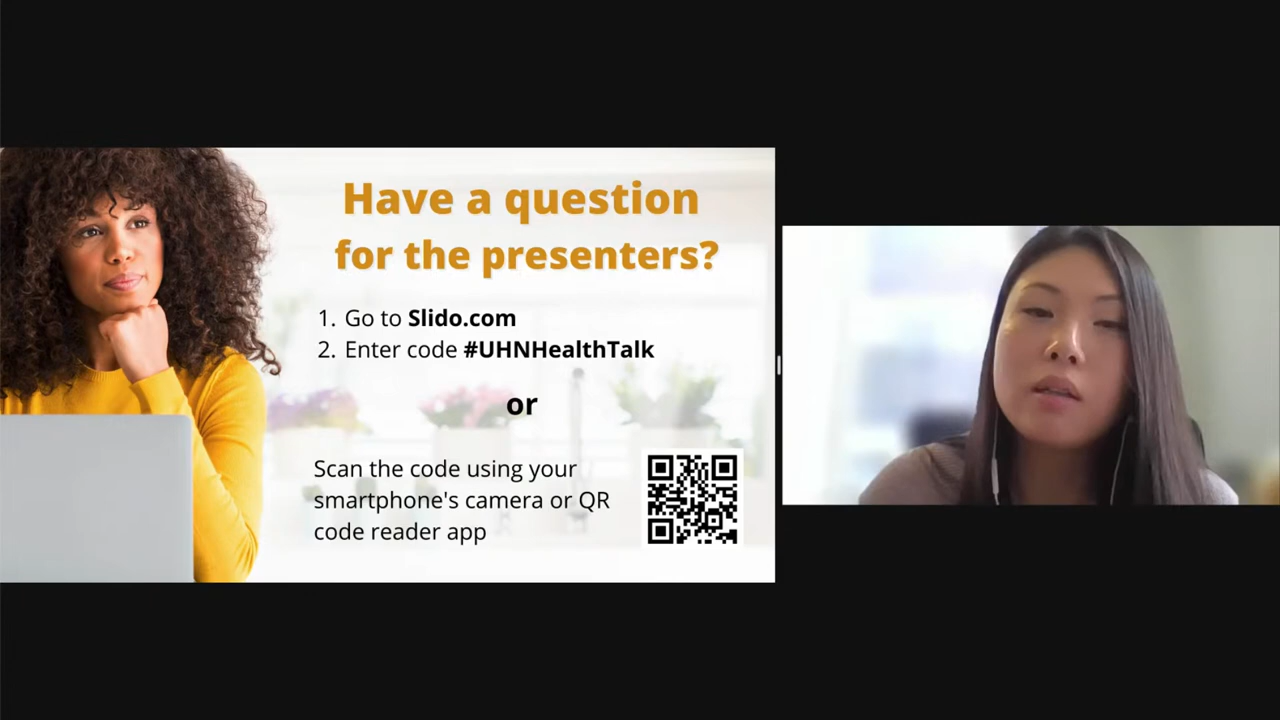 Have a question
for the presenters?
1. Go to Slido.com
2. Enter code #UHNHealthTalk
or
Scan the code using your
smartphone's camera or QR
code reader app